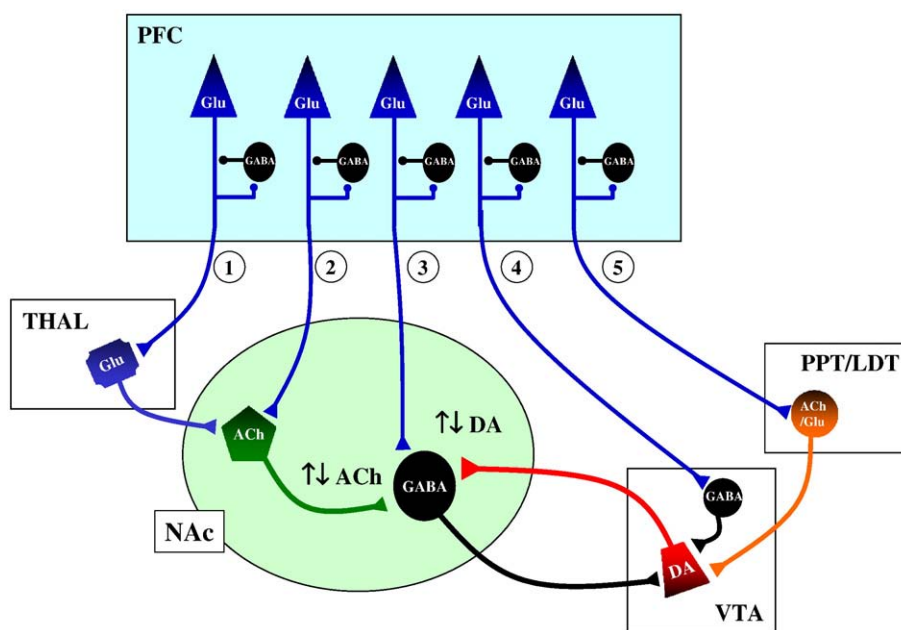 PFC
Glu Glu Glu Glu Glu
GABA GABA GABA GABA GABA
1 2 3 4 5
THAL
Glu
PPT/LDT
ACh
/Glu
ACh
↑↓ DA
↑↓ ACh
GABA
GABA
NAc
DA
VTA